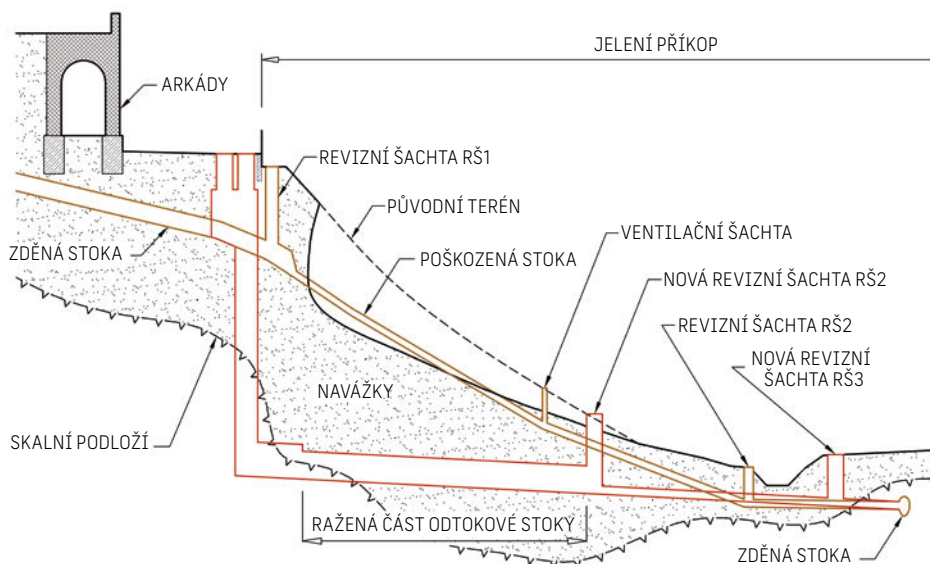 JELENÍ PŘÍKOP
ARKÁDY
REVIZNÍ ŠACHTA RŠ1
PŮVODNÍ TERÉN
VENTILAČNÍ ŠACHTA
ZDĚNÁ STOKA
POŠKOZENÁ STOKA
NOVÁ REVIZNÍ ŠACHTA RŠ2
REVIZNÍ ŠACHTA RŠ2
NOVÁ REVIZNÍ
ŠACHTA RŠ3
NAVÁŽKY
SKALNÍ PODLOŽÍ
RAŽENÁ ČÁST ODTOKOVÉ STOKY
ZDĚNÁ STOKA